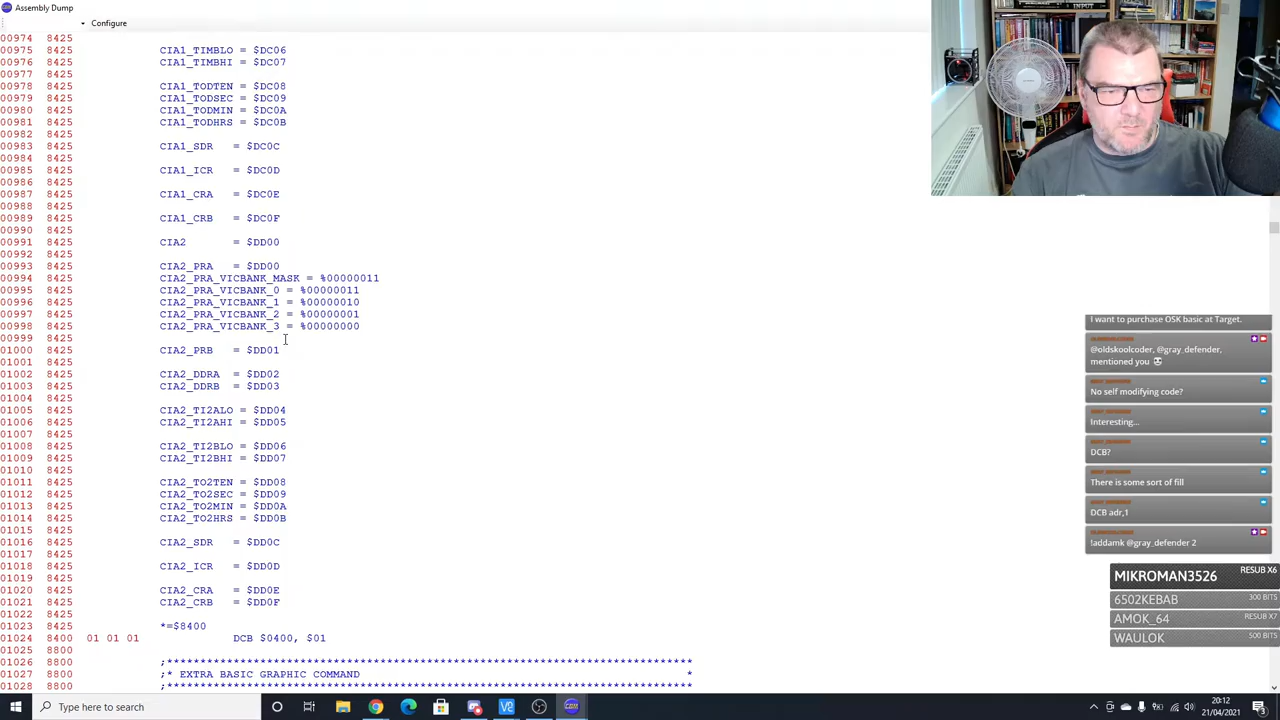 Assembly Dump
Configure
00974 8425
00975 8425 CIA1_TIMBLO = $DC06
00976 8425 CIA1_TIMBHI = $DC07
00977 8425
00978 8425 CIA1_TODTEN = $DC08
00979 8425 CIA1_TODSEC = $DC09
00980 8425 CIA1_TODMIN = $DC0A
00981 8425 CIA1_TODHRS = $DC0B
00982 8425
00983 8425 CIA1_SDR = $DC0C
00984 8425
00985 8425 CIA1_ICR = $DC0D
00986 8425
00987 8425 CIA1_CRA = $DC0E
00988 8425
00989 8425 CIA1_CRB = $DC0F
00990 8425
00991 8425 CIA2 = $DD00
00992 8425
00993 8425 CIA2_PRA = $DD00
00994 8425 CIA2_PRA_VICBANK_MASK = %00000011
00995 8425 CIA2_PRA_VICBANK_0 = %00000011
00996 8425 CIA2_PRA_VICBANK_1 = %00000010
00997 8425 CIA2_PRA_VICBANK_2 = %00000001
00998 8425 CIA2_PRA_VICBANK_3 = %00000000
00999 8425
01000 8425 CIA2_PRB = $DD01
01001 8425
01002 8425 CIA2_DDRA = $DD02
01003 8425 CIA2_DDRB = $DD03
01004 8425
01005 8425 CIA2_TI2ALO = $DD04
01006 8425 CIA2_TI2AHI = $DD05
01007 8425
01008 8425 CIA2_TI2BLO = $DD06
01009 8425 CIA2_TI2BHI = $DD07
01010 8425
01011 8425 CIA2_TO2TEN = $DD08
01012 8425 CIA2_TO2SEC = $DD09
01013 8425 CIA2_TO2MIN = $DD0A
01014 8425 CIA2_TO2HRS = $DD0B
01015 8425
01016 8425 CIA2_SDR = $DD0C
01017 8425
01018 8425 CIA2_ICR = $DD0D
01019 8425
01020 8425 CIA2_CRA = $DD0E
01021 8425 CIA2_CRB = $DD0F
01022 8425
01023 8425 *=$8400
01024 8400 01 01 01 DCB $0400, $01
01025 8800
01026 8800 ;*******************************************************************************
01027 8800 ;* EXTRA BASIC GRAPHIC COMMAND *
01028 8800 ;*******************************************************************************
INPUT
I want to purchase OSK basic at Target.
@oldskoolcoder, @gray_defender,
mentioned you
No self modifying code?
Interesting...
DCB?
There is some sort of fill
DCB adr,1
!addamk @gray_defender 2
MIKROMAN3526 RESUB X6
6502KEBAB 300 BITS
AMOK_64 RESUB X7
WAULOK 500 BITS
Type here to search
20:12
21/04/2021